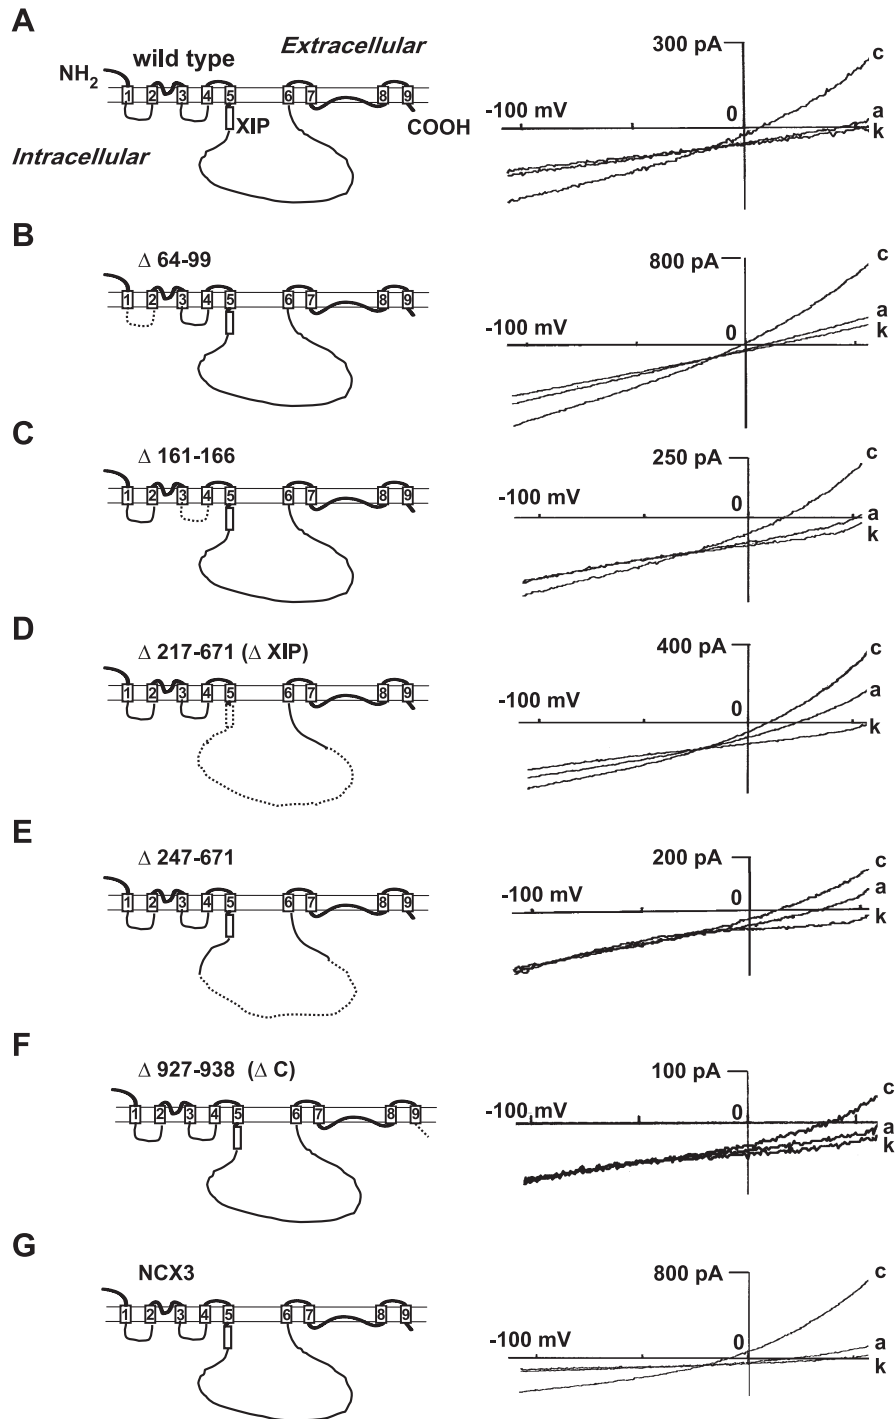 A
wild type
Extracellular
NH2
1 2 3 4 5 6 7 8 9
XIP
COOH
Intracellular
300 pA
c
-100 mV
0
a
k
B
Δ 64-99
1 2 3 4 5 6 7 8 9
800 pA
c
-100 mV
0
a
k
C
Δ 161-166
1 2 3 4 5 6 7 8 9
250 pA
c
-100 mV
0
a
k
D
Δ 217-671 (Δ XIP)
1 2 3 4 5 6 7 8 9
400 pA
c
-100 mV
0
a
k
E
Δ 247-671
1 2 3 4 5 6 7 8 9
200 pA
c
-100 mV
0
a
k
F
Δ 927-938 (Δ C)
1 2 3 4 5 6 7 8 9
100 pA
c
-100 mV
0
a
k
G
NCX3
1 2 3 4 5 6 7 8 9
800 pA
c
-100 mV
0
a
k